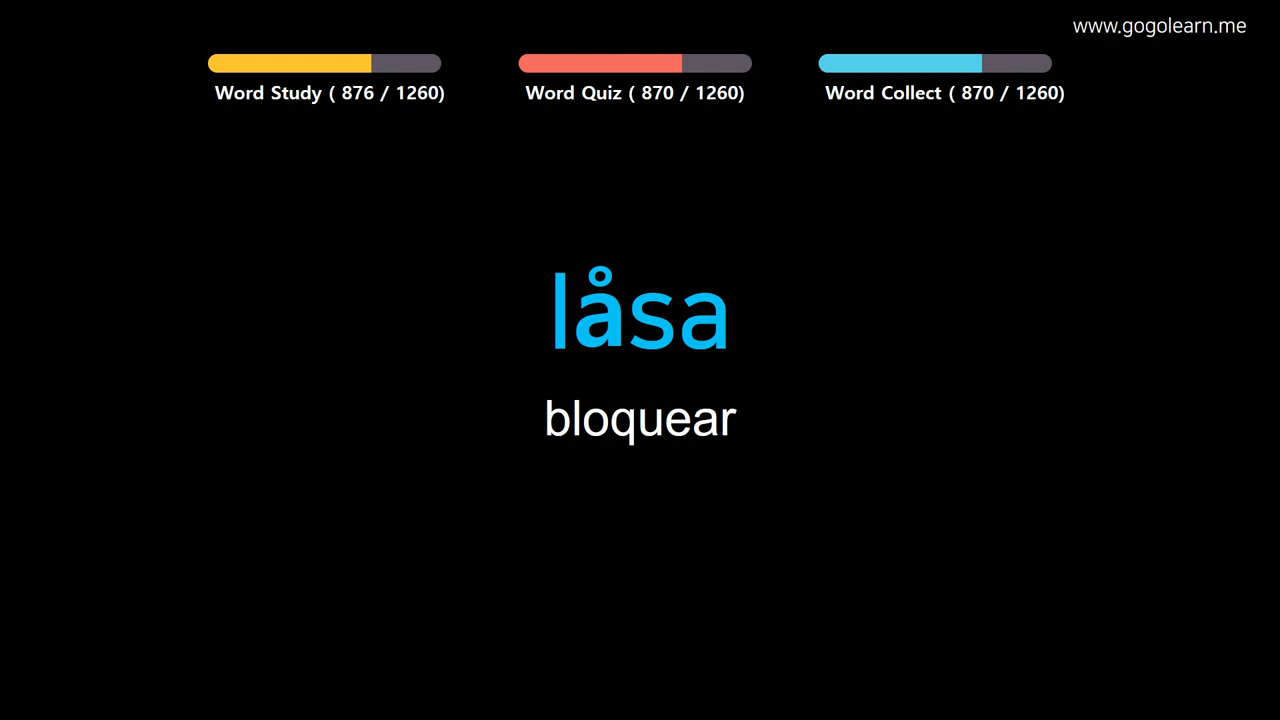 www.gogolearn.me
Word Study ( 876 / 1260)
Word Quiz ( 870 / 1260)
Word Collect ( 870 / 1260)
låsa
bloquear